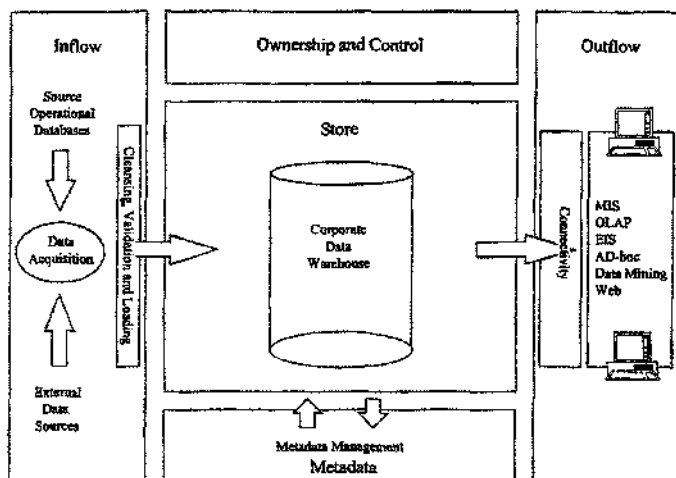 Inflow
Source
Operational
Databases
Data
Acquisition
External
Data
Sources
Cleansing, Validation and Loading
Ownership and Control
Store
Corporate
Data
Warehouse
Metadata Management
Metadata
Outflow
Connectivity
MIS
OLAP
EIS
AD-hoc
Data Mining
Web